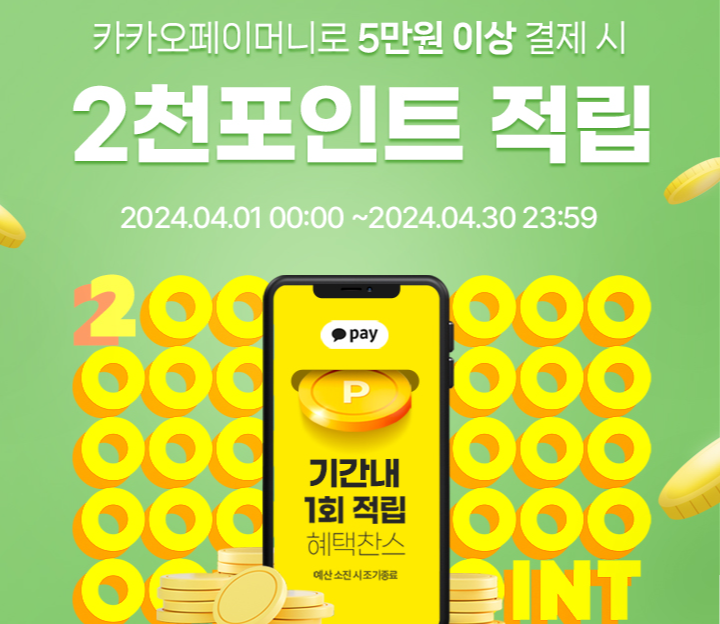 카카오페이머니로 5만원 이상 결제 시
2천포인트 적립
2024.04.01 00:00 ~2024.04.30 23:59
2
pay
P
기간내
1회 적립
혜택찬스
예산 소진 시 조기종료
INT